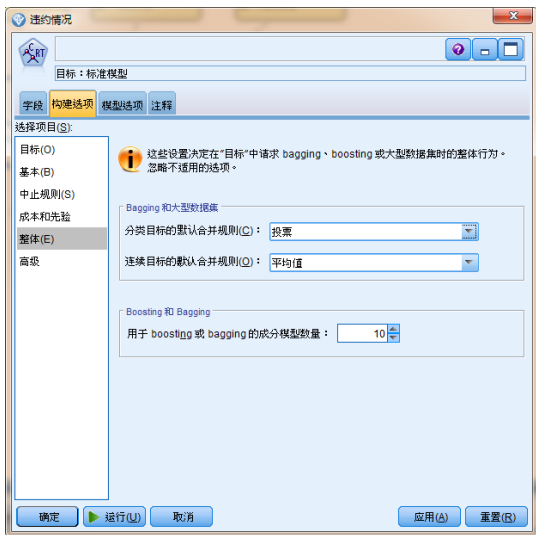 违约情况
C&RT
目标：标准模型
字段 构建选项 模型选项 注释
选择项目(S):
目标(O)
基本(B)
中止规则(S)
成本和先验
整体(E)
高级
这些设置决定在"目标"中请求 bagging、boosting 或大型数据集时的整体行为。
忽略不适用的选项。
Bagging 和大型数据集
分类目标的默认合并规则(C)： 投票
连续目标的默认合并规则(O)： 平均值
Boosting 和 Bagging
用于 boosting 或 bagging 的成分模型数量： 10
确定 运行(U) 取消 应用(A) 重置(R)